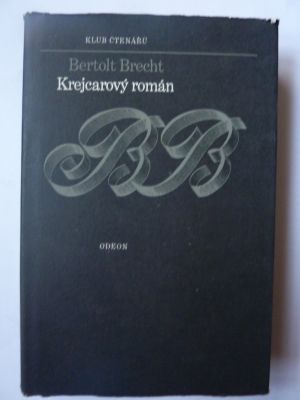 KLUB ČTENÁŘŮ
Bertolt Brecht
Krejcarový román
BB
ODEON